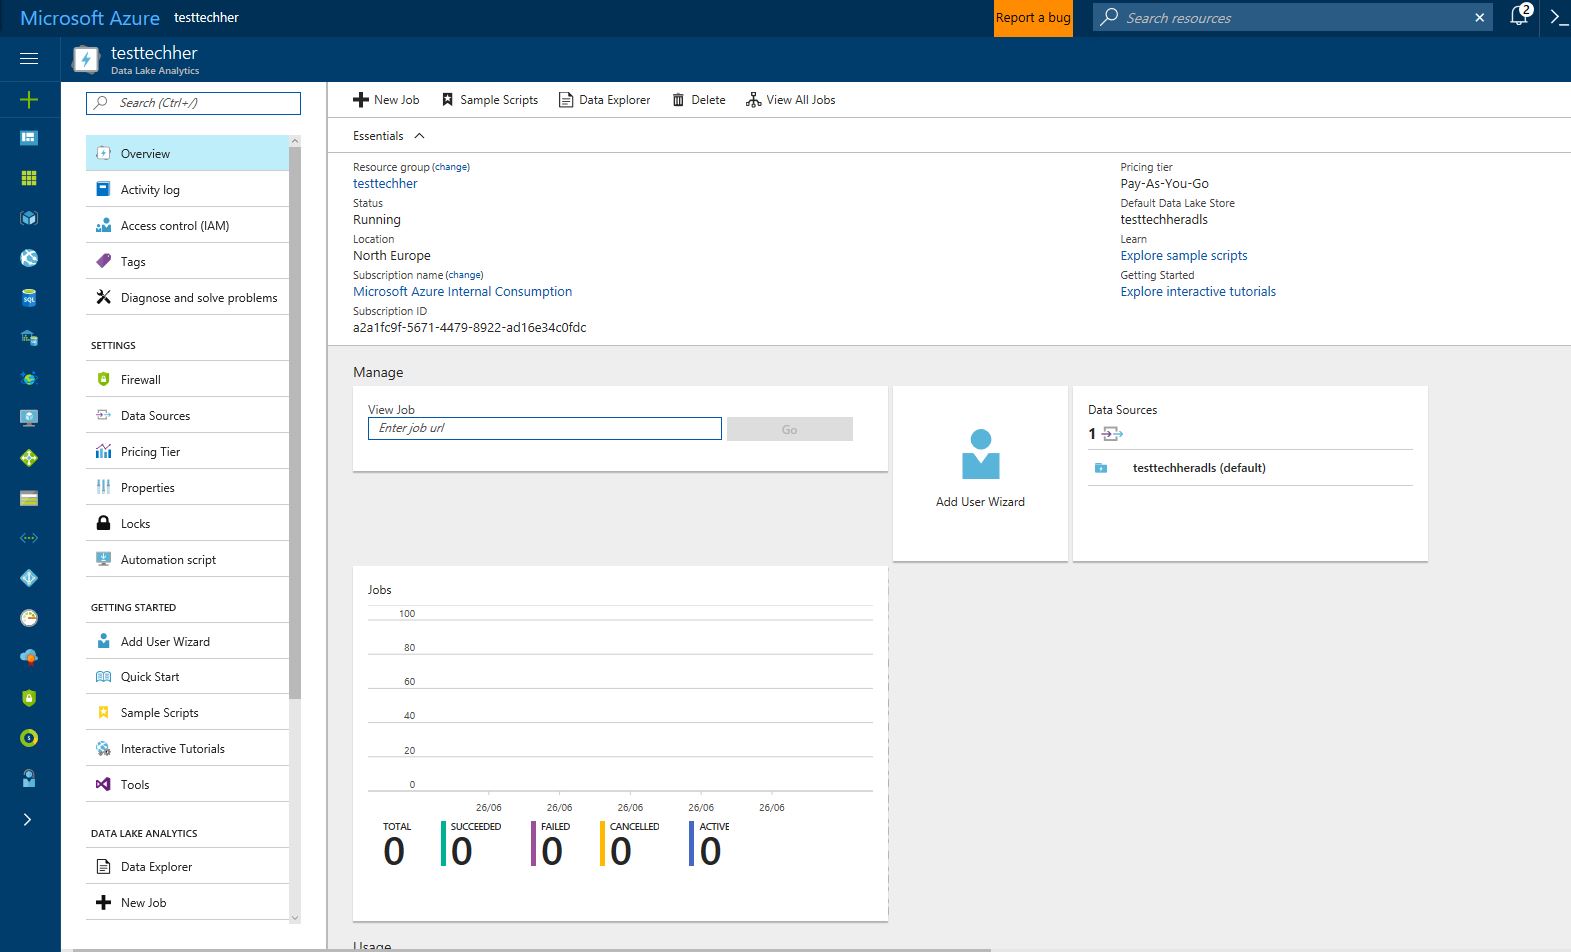 Microsoft Azure testtechher
Report a bug
Search resources
2
testtechher
Data Lake Analytics
Search (Ctrl+/)
Overview
Activity log
Access control (IAM)
Tags
Diagnose and solve problems
SETTINGS
Firewall
Data Sources
Pricing Tier
Properties
Locks
Automation script
GETTING STARTED
Add User Wizard
Quick Start
Sample Scripts
Interactive Tutorials
Tools
DATA LAKE ANALYTICS
Data Explorer
New Job
New Job Sample Scripts Data Explorer Delete View All Jobs
Essentials
Resource group (change)
testtechher
Status
Running
Location
North Europe
Subscription name (change)
Microsoft Azure Internal Consumption
Subscription ID
a2a1fc9f-5671-4479-8922-ad16e34c0fdc
Pricing tier
Pay-As-You-Go
Default Data Lake Store
testtechheradls
Learn
Explore sample scripts
Getting Started
Explore interactive tutorials
Manage
View Job
Enter job url
Go
Add User Wizard
Data Sources
1
testtechheradls (default)
Jobs
100
80
60
40
20
0
26/06 26/06 26/06 26/06 26/06
TOTAL SUCCEEDED FAILED CANCELLED ACTIVE
0 0 0 0 0
Usage
SQL